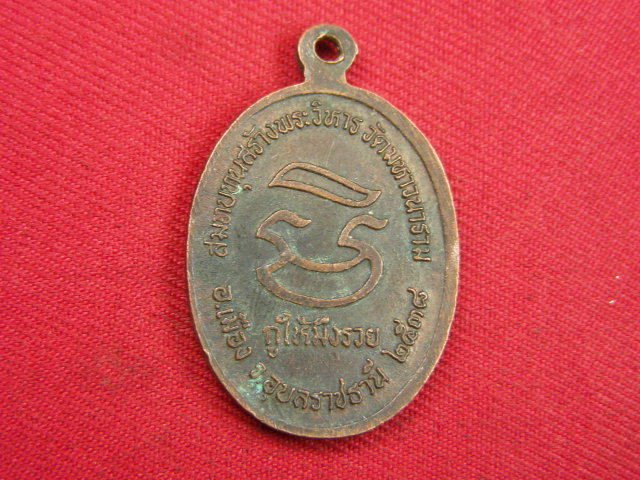 สมทบทุนสร้างพระวิหาร วัดมหาวนาราม
กูให้มึงรวย
อ.เมือง จ.อุบลราชธานี ๒๕๓๘